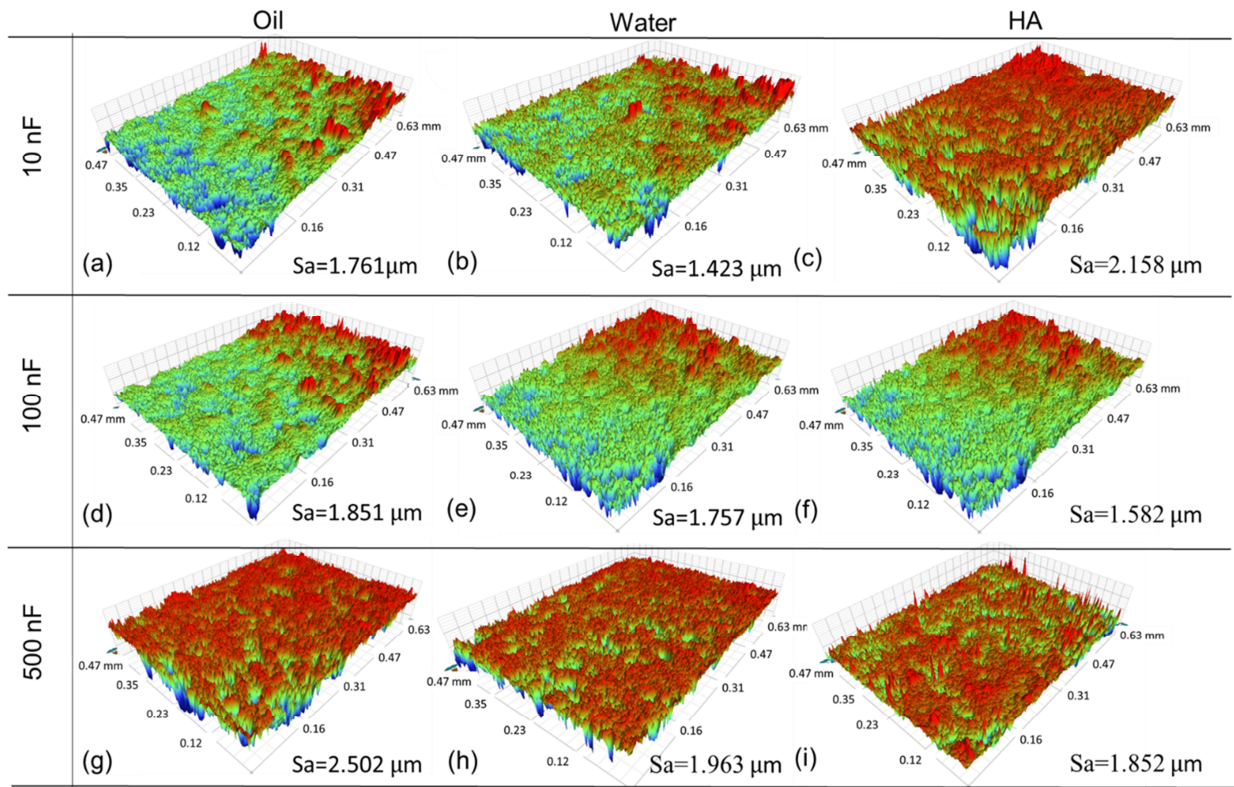 Oil Water HA
10 nF
0.47 mm 0.35 0.23 0.12 0.16 0.31 0.47 0.63 mm
(a) Sa=1.761μm
0.47 mm 0.35 0.23 0.12 0.16 0.31 0.47 0.63 mm
(b) Sa=1.423 μm
0.47 mm 0.35 0.23 0.12 0.16 0.31 0.47 0.63 mm
(c) Sa=2.158 μm
100 nF
0.47 mm 0.35 0.23 0.12 0.16 0.31 0.47 0.63 mm
(d) Sa=1.851 μm
0.47 mm 0.35 0.23 0.12 0.16 0.31 0.47 0.63 mm
(e) Sa=1.757 μm
0.47 mm 0.35 0.23 0.12 0.16 0.31 0.47 0.63 mm
(f) Sa=1.582 μm
500 nF
0.47 mm 0.35 0.23 0.12 0.16 0.31 0.47 0.63
(g) Sa=2.502 μm
0.47 mm 0.35 0.23 0.12 0.16 0.31 0.47 0.63 mm
(h) Sa=1.963 μm
0.47 mm 0.35 0.23 0.12 0.16 0.31 0.47 0.63 mm
(i) Sa=1.852 μm